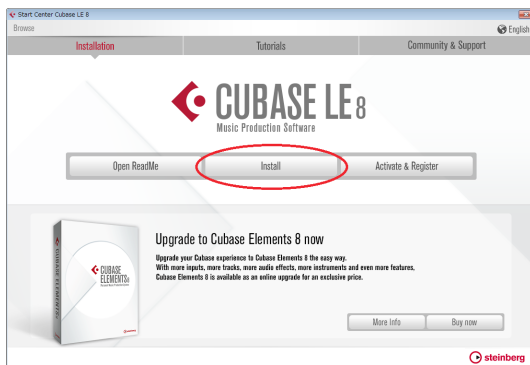 Start Center Cubase LE 8
Browse
English
Installation
Tutorials
Community & Support
CUBASE LE 8
Music Production Software
Open ReadMe
Install
Activate & Register
Upgrade to Cubase Elements 8 now
Upgrade your Cubase experience to Cubase Elements 8 the easy way.
With more inputs, more tracks, more audio effects, more instruments and even more features,
Cubase Elements 8 is available as an online upgrade for an exclusive price.
CUBASE
ELEMENTS 8
More Info
Buy now
steinberg